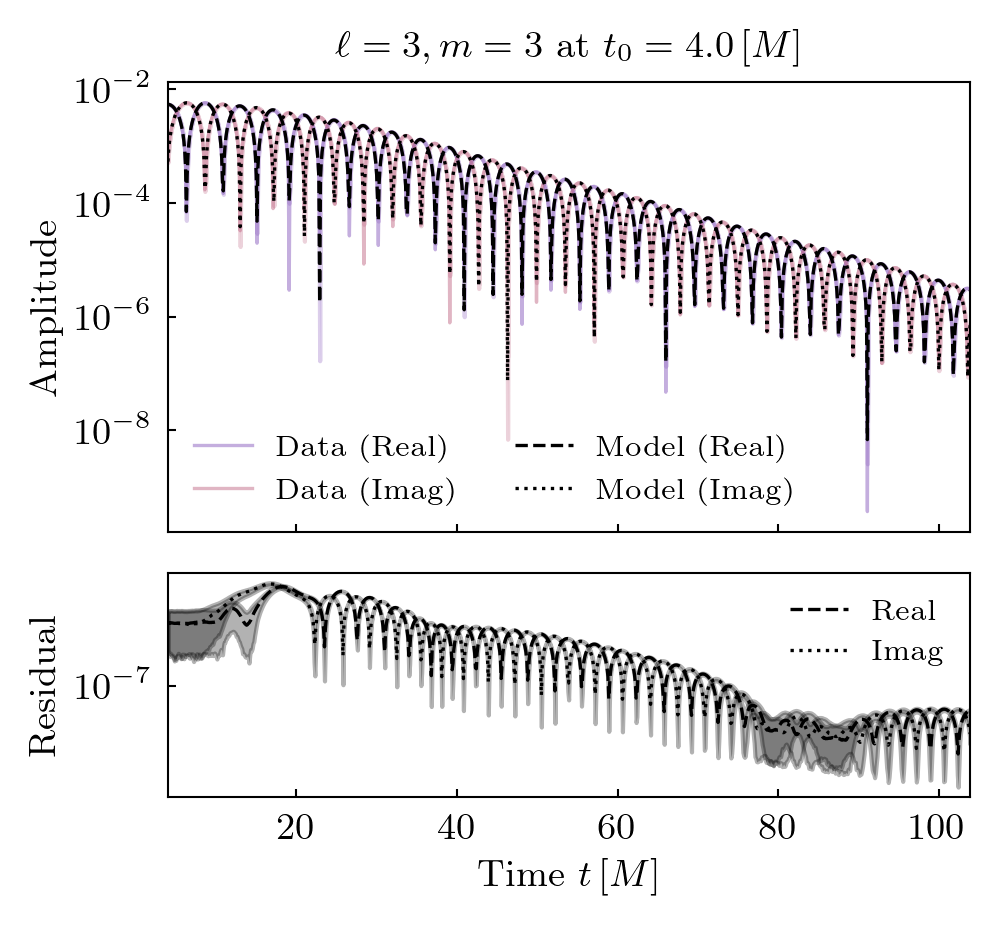 ℓ = 3, m = 3 at t₀ = 4.0 [M]
10⁻²
10⁻⁴
10⁻⁶
10⁻⁸
Amplitude
Data (Real)
Data (Imag)
Model (Real)
Model (Imag)
Residual
10⁻⁷
Real
Imag
20 40 60 80 100
Time t [M]